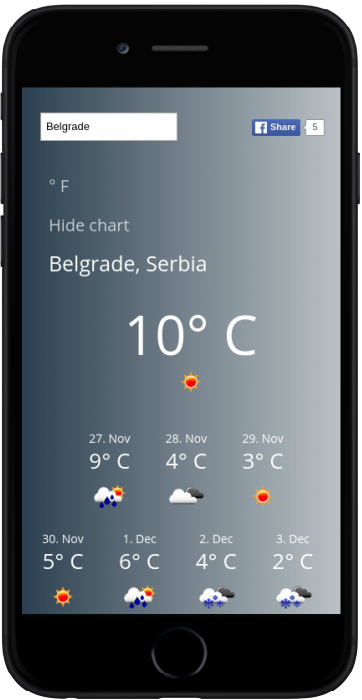 Belgrade
f Share 5
° F
Hide chart
Belgrade, Serbia
10° C
27. Nov 28. Nov 29. Nov
9° C 4° C 3° C
30. Nov 1. Dec 2. Dec 3. Dec
5° C 6° C 4° C 2° C